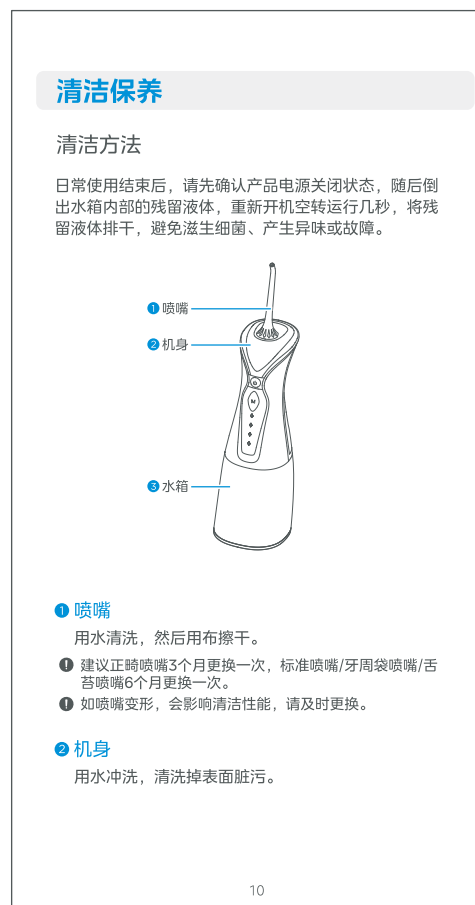 清洁保养
清洁方法
日常使用结束后，请先确认产品电源关闭状态，随后倒
出水箱内部的残留液体，重新开机空转运行几秒，将残
留液体排干，避免滋生细菌、产生异味或故障。
1 喷嘴
2 机身
M
3 水箱
1 喷嘴
用水清洗，然后用布擦干。
! 建议正畸喷嘴3个月更换一次，标准喷嘴/牙周袋喷嘴/舌
苔喷嘴6个月更换一次。
! 如喷嘴变形，会影响清洁性能，请及时更换。
2 机身
用水冲洗，清洗掉表面脏污。
10